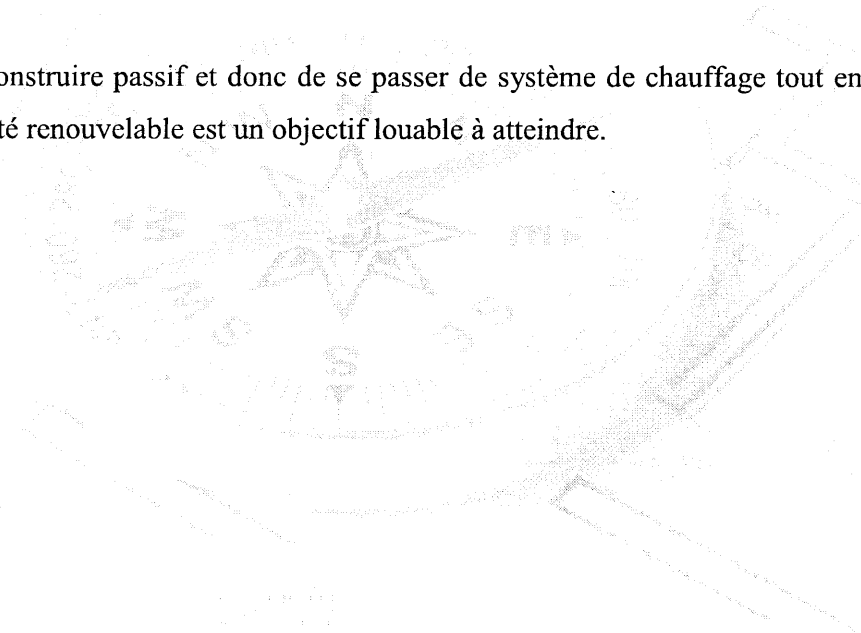 onstruire passif et donc de se passer de système de chauffage tout en
té renouvelable est un objectif louable à atteindre.
S